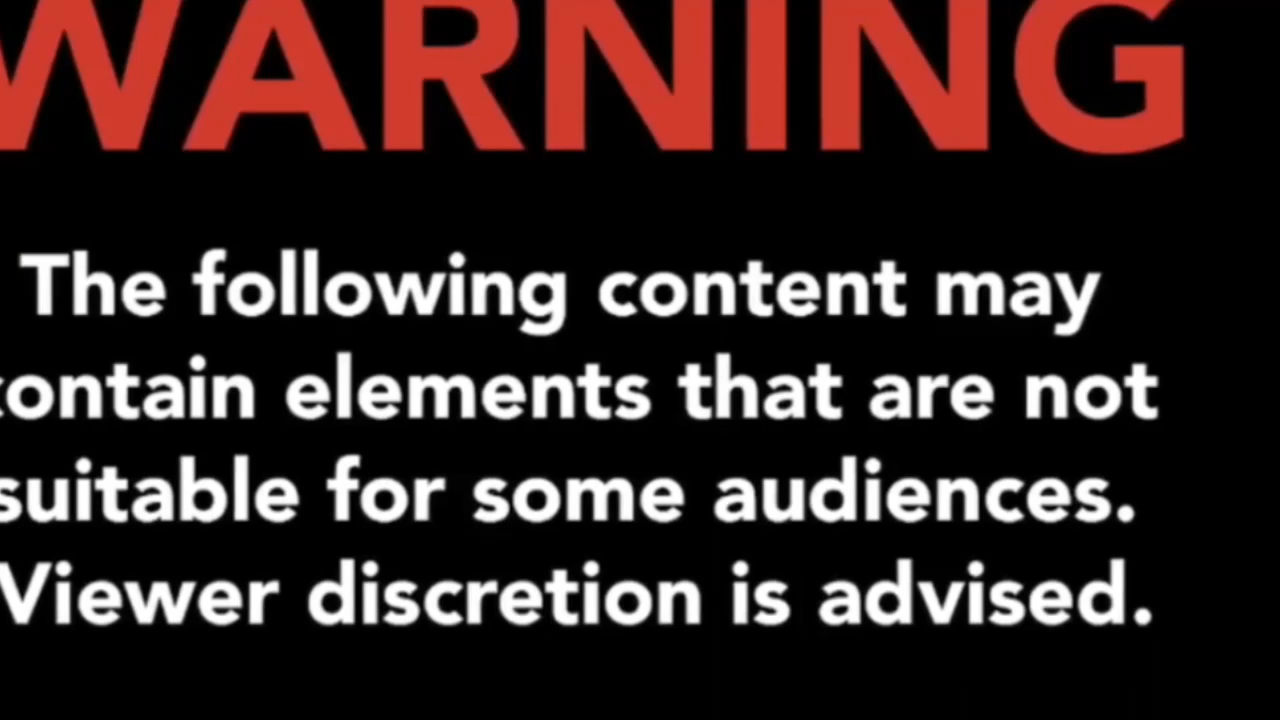 WARNING
The following content may
contain elements that are not
suitable for some audiences.
Viewer discretion is advised.